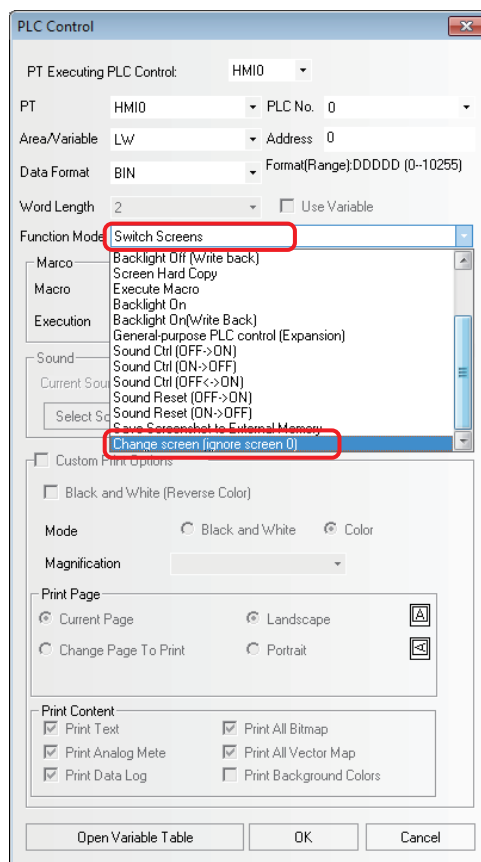 PLC Control
PT Executing PLC Control: HMI0
PT HMI0 PLC No. 0
Area/Variable LW Address 0
Data Format BIN Format(Range):DDDDD (0--10255)
Word Length 2 Use Variable
Function Mode Switch Screens
Backlight Off (Write back)
Marco Screen Hard Copy
Macro Execute Macro
Backlight On
Execution Backlight On(Write Back)
General-purpose PLC control (Expansion)
Sound Sound Ctrl (OFF->ON)
Sound Ctrl (ON->OFF)
Current Sou Sound Ctrl (OFF<->ON)
Sound Reset (OFF->ON)
Select So Sound Reset (ON->OFF)
Save Screenshot to External Memory
Change screen (ignore screen 0)
Custom Print Options
Black and White (Reverse Color)
Mode Black and White Color
Magnification
Print Page
Current Page Landscape A
Change Page To Print Portrait A
Print Content
Print Text Print All Bitmap
Print Analog Mete Print All Vector Map
Print Data Log Print Background Colors
Open Variable Table OK Cancel